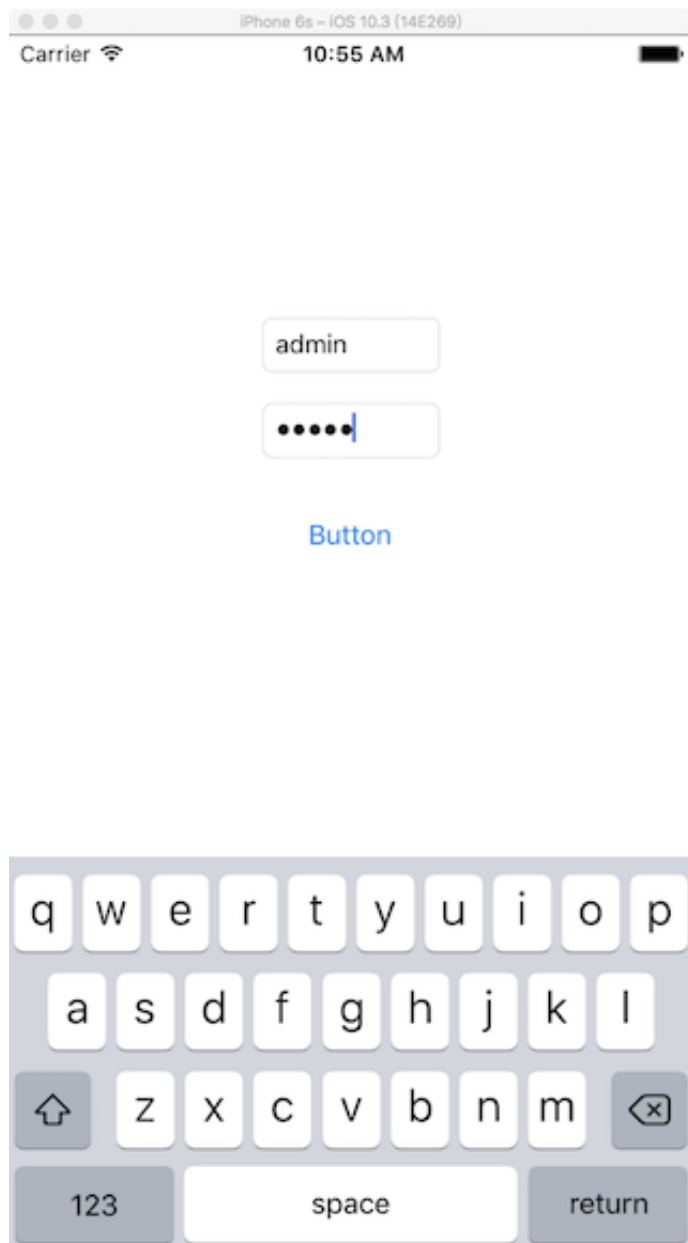 iPhone 6s – iOS 10.3 (14E269)
Carrier 10:55 AM
admin
•••••
Button
q w e r t y u i o p
a s d f g h j k l
z x c v b n m
123 space return